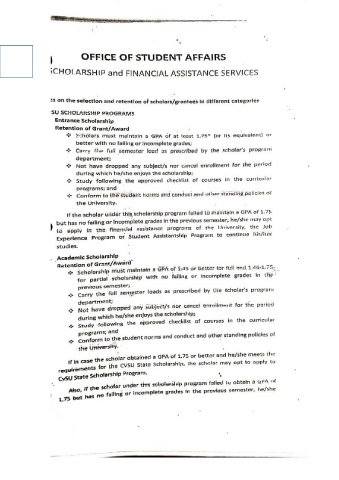 OFFICE OF STUDENT AFFAIRS
SCHOLARSHIP and FINANCIAL ASSISTANCE SERVICES
on the selection and retention of scholars/grantees in different categories
SU SCHOLARSHIP PROGRAMS
Entrance Scholarship
Retention of Grant/Award
❖ Scholars must maintain a GPA of at least 1.75* (or its equivalent) or
better with no failing or incomplete grades;
❖ Carry the full semester load as prescribed by the scholar's program
department;
❖ Not have dropped any subject/s nor cancel enrollment for the period
during which he/she enjoys the scholarship;
❖ Study following the approved checklist of courses in the curricular
programs; and
❖ Conform to the student norms and conduct and other standing policies of
the University.
If the scholar under this scholarship program failed to maintain a GPA of 1.75
but has no failing or incomplete grades in the previous semester, he/she may opt
to apply in the financial assistance programs of the University, the Job
Experience Program or Student Assistantship Program to continue his/her
studies.
Academic Scholarship
Retention of Grant/Award
❖ Scholarship must maintain a GPA of 1.45 or better for full and 1.46-1.75
for partial scholarship with no failing or incomplete grades in the
previous semester;
❖ Carry the full semester loads as prescribed by the scholar's program
department;
❖ Not have dropped any subject/s nor cancel enrollment for the period
during which he/she enjoys the scholarship;
❖ Study following the approved checklist of courses in the curricular
programs; and
❖ Conform to the student norms and conduct and other standing policies of
the University.
If in case the scholar obtained a GPA of 1.75 or better and he/she meets the
requirements for the CvSU State Scholarship, the scholar may opt to apply to
CvSU State Scholarship Program.
Also, if the scholar under this scholarship program failed to obtain a GPA of
1.75 but has no failing or incomplete grades in the previous semester, he/she